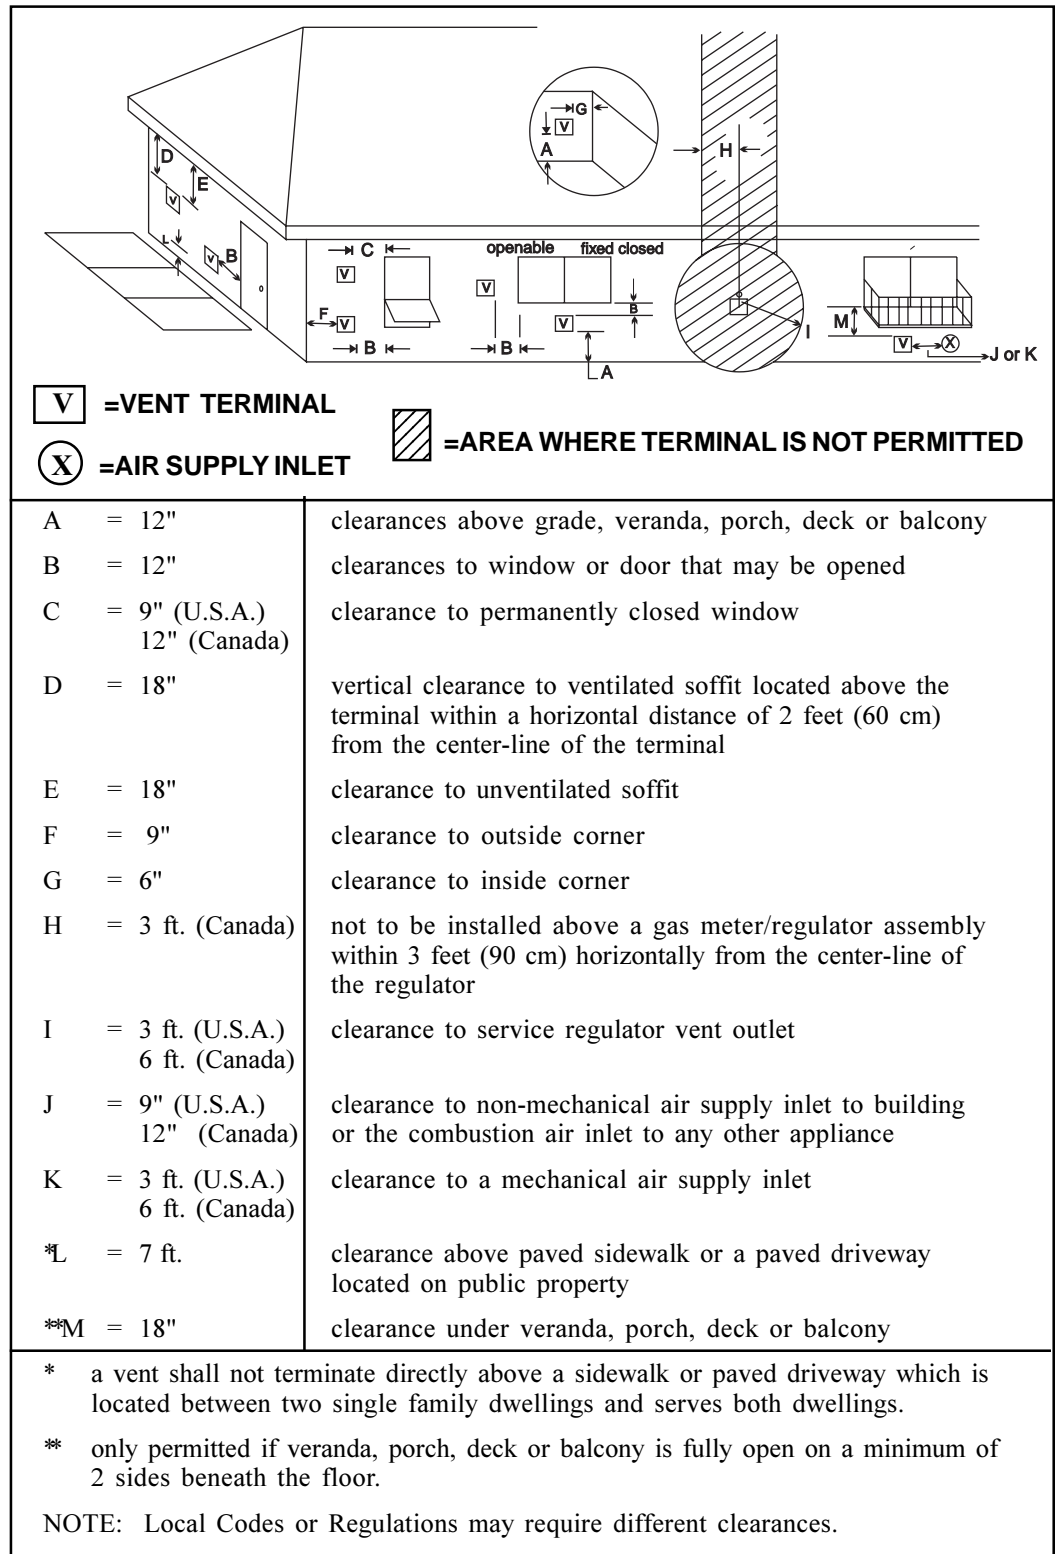 G
V
A
H
D
E
V
L
V
B
C
openable fixed closed
V
V
F
V
B
V
B
B
A
I
M
V
X
J or K
V =VENT TERMINAL
X =AIR SUPPLY INLET
=AREA WHERE TERMINAL IS NOT PERMITTED
A = 12" clearances above grade, veranda, porch, deck or balcony
B = 12" clearances to window or door that may be opened
C = 9" (U.S.A.) clearance to permanently closed window
12" (Canada)
D = 18" vertical clearance to ventilated soffit located above the
terminal within a horizontal distance of 2 feet (60 cm)
from the center-line of the terminal
E = 18" clearance to unventilated soffit
F = 9" clearance to outside corner
G = 6" clearance to inside corner
H = 3 ft. (Canada) not to be installed above a gas meter/regulator assembly
within 3 feet (90 cm) horizontally from the center-line of
the regulator
I = 3 ft. (U.S.A.) clearance to service regulator vent outlet
6 ft. (Canada)
J = 9" (U.S.A.) clearance to non-mechanical air supply inlet to building
12" (Canada) or the combustion air inlet to any other appliance
K = 3 ft. (U.S.A.) clearance to a mechanical air supply inlet
6 ft. (Canada)
*L = 7 ft. clearance above paved sidewalk or a paved driveway
located on public property
**M = 18" clearance under veranda, porch, deck or balcony
* a vent shall not terminate directly above a sidewalk or paved driveway which is
located between two single family dwellings and serves both dwellings.
** only permitted if veranda, porch, deck or balcony is fully open on a minimum of
2 sides beneath the floor.
NOTE: Local Codes or Regulations may require different clearances.